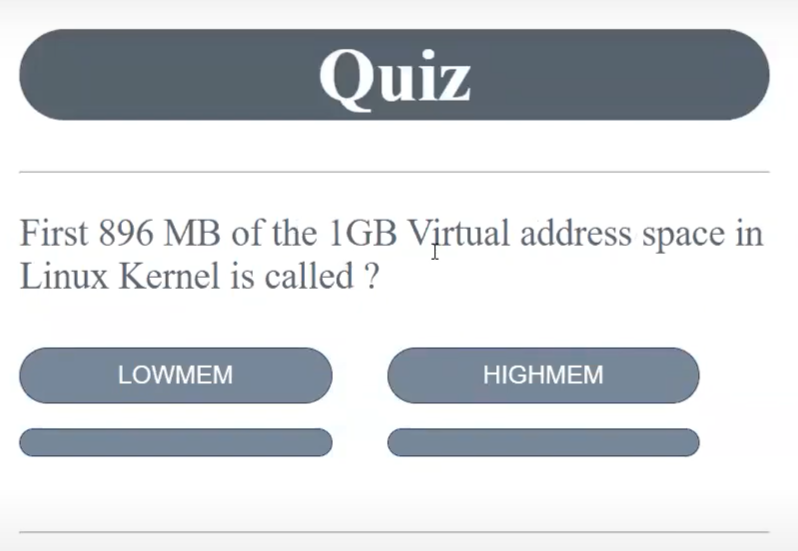 Quiz
First 896 MB of the 1GB Virtual address space in
Linux Kernel is called ?
LOWMEM
HIGHMEM